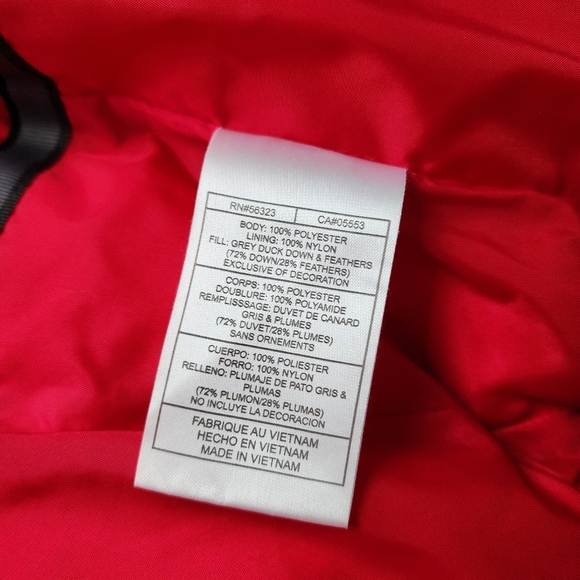 RN#56323 CA#05553
BODY: 100% POLYESTER
LINING: 100% NYLON
FILL: GREY DUCK DOWN & FEATHERS
(72% DOWN/28% FEATHERS)
EXCLUSIVE OF DECORATION
CORPS: 100% POLYESTER
DOUBLURE: 100% POLYAMIDE
REMPLISSSAGE: DUVET DE CANARD
GRIS & PLUMES
(72% DUVET/28% PLUMES)
SANS ORNEMENTS
CUERPO: 100% POLIESTER
FORRO: 100% NYLON
RELLENO: PLUMAJE DE PATO GRIS &
PLUMAS
(72% PLUMON/28% PLUMAS)
NO INCLUYE LA DECORACION
FABRIQUE AU VIETNAM
HECHO EN VIETNAM
MADE IN VIETNAM